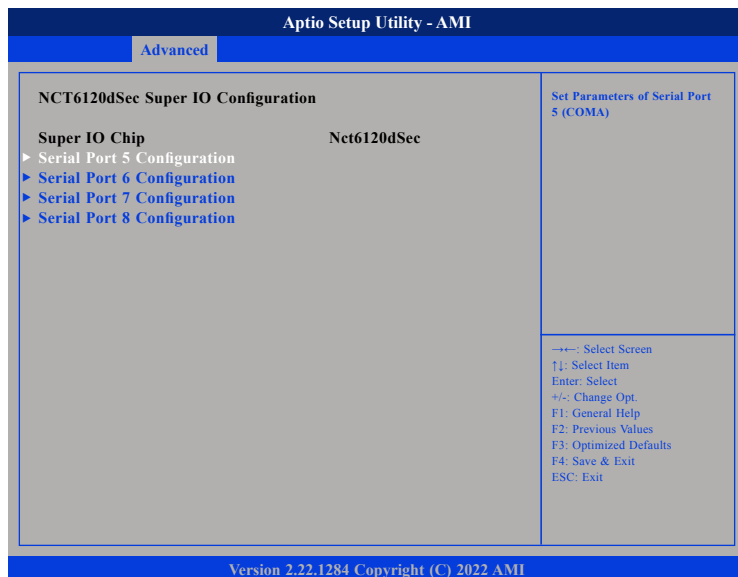 Aptio Setup Utility - AMI
Advanced
NCT6120dSec Super IO Configuration
Super IO Chip Nct6120dSec
▶ Serial Port 5 Configuration
▶ Serial Port 6 Configuration
▶ Serial Port 7 Configuration
▶ Serial Port 8 Configuration
Set Parameters of Serial Port
5 (COMA)
→←: Select Screen
↑↓: Select Item
Enter: Select
+/-: Change Opt.
F1: General Help
F2: Previous Values
F3: Optimized Defaults
F4: Save & Exit
ESC: Exit
Version 2.22.1284 Copyright (C) 2022 AMI